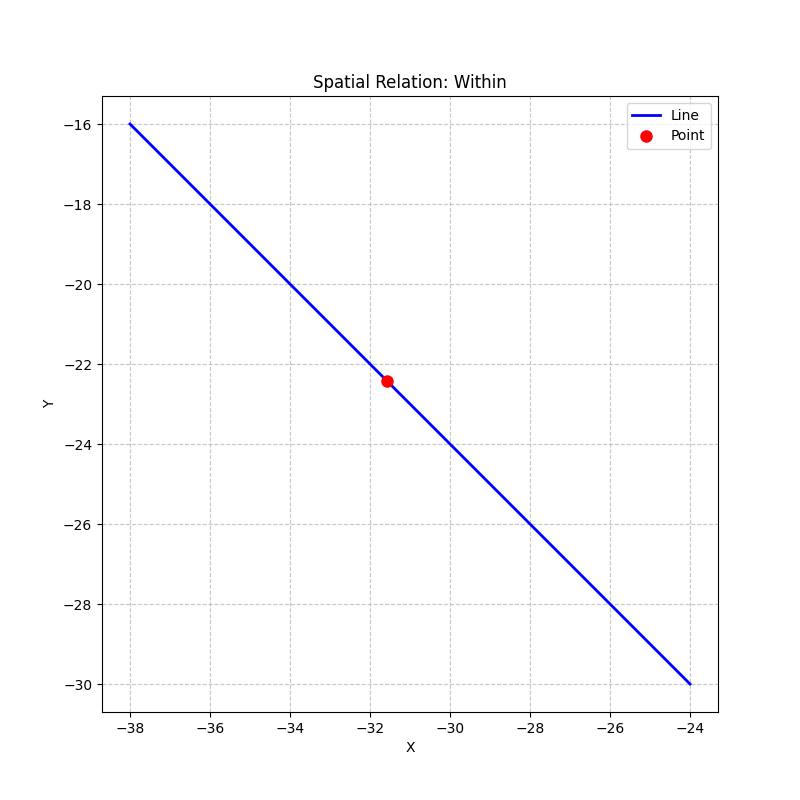 Spatial Relation: Within
Line
Point
−16
−18
−20
−22
−24
−26
−28
−30
Y
−38 −36 −34 −32 −30 −28 −26 −24
X